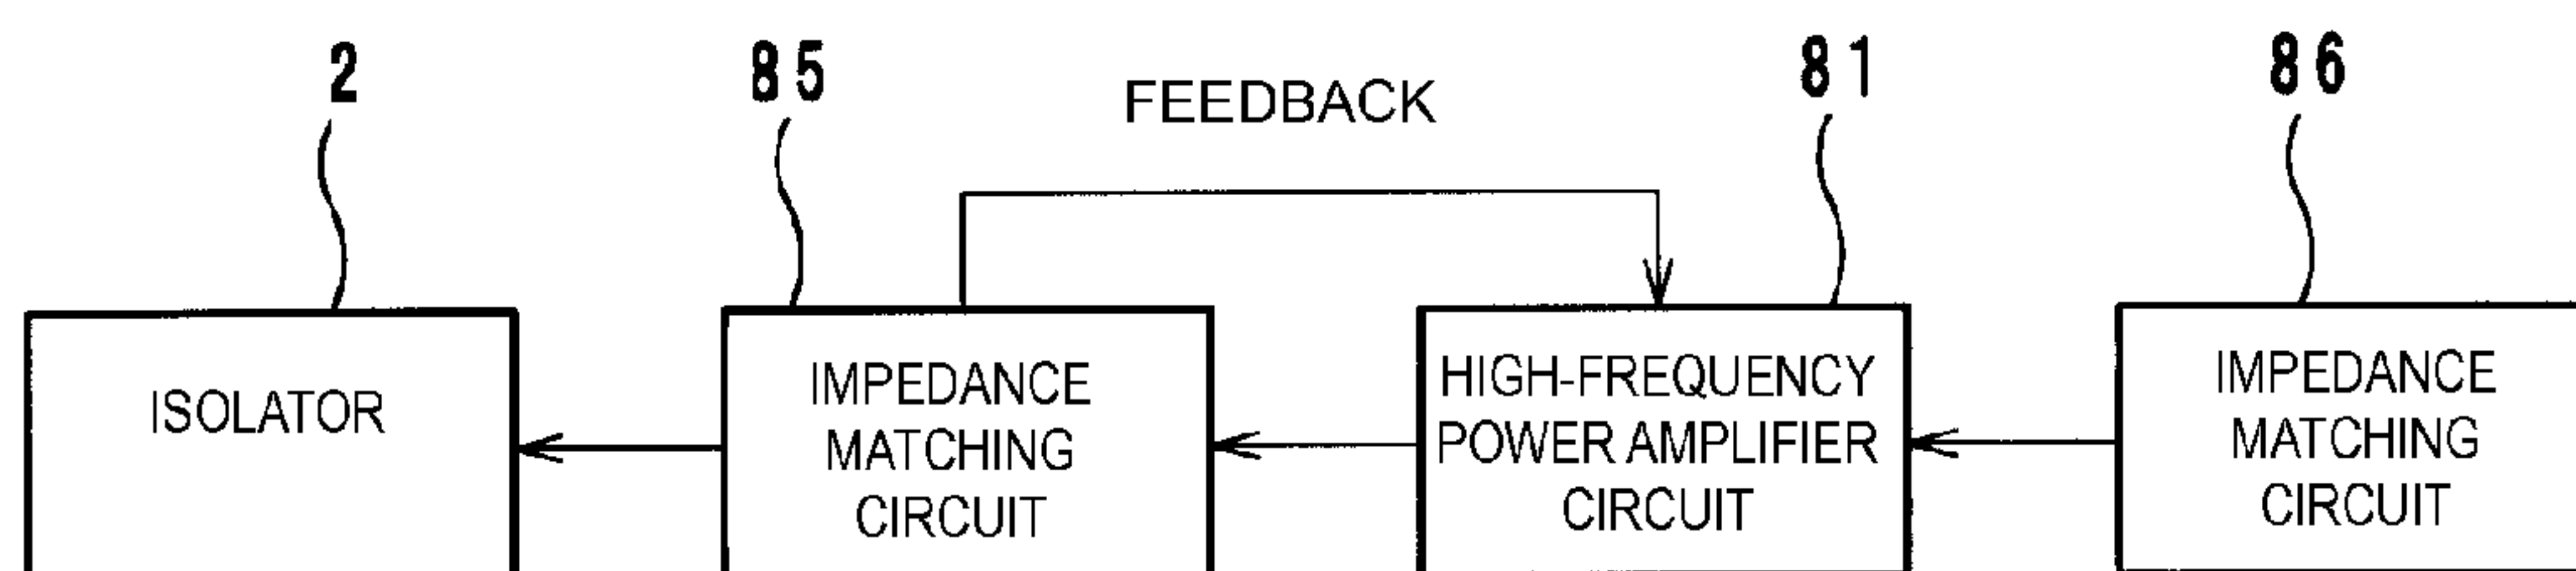 2
85
FEEDBACK
81
86
ISOLATOR
IMPEDANCE
MATCHING
CIRCUIT
HIGH-FREQUENCY
POWER AMPLIFIER
CIRCUIT
IMPEDANCE
MATCHING
CIRCUIT